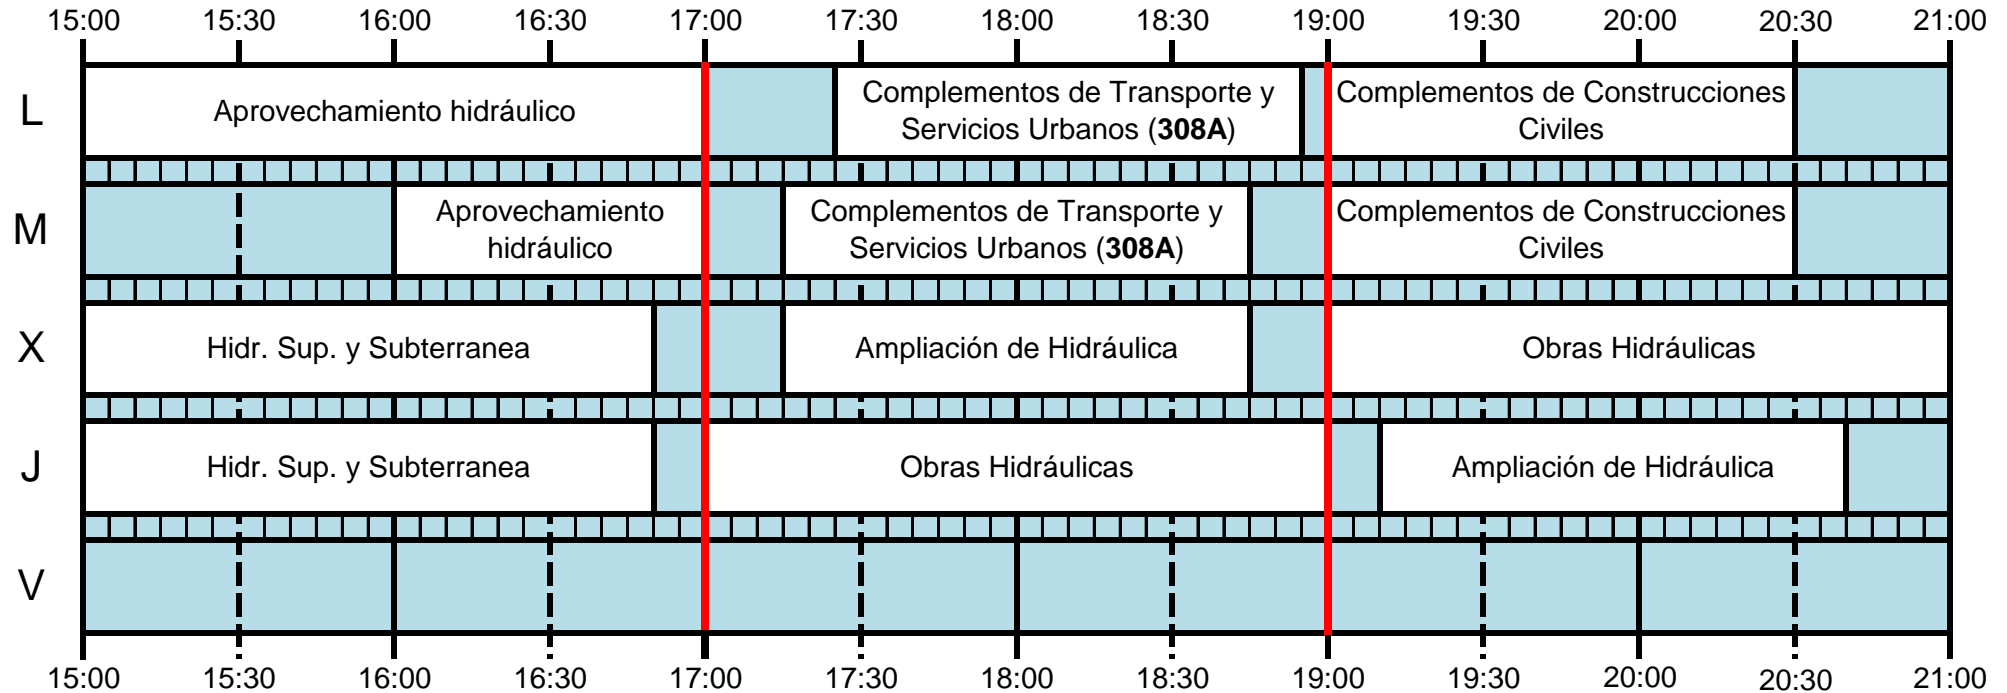 15:00 15:30 16:00 16:30 17:00 17:30 18:00 18:30 19:00 19:30 20:00 20:30 21:00
L
Aprovechamiento hidráulico
Complementos de Transporte y
Servicios Urbanos (308A)
Complementos de Construcciones
Civiles
M
Aprovechamiento
hidráulico
Complementos de Transporte y
Servicios Urbanos (308A)
Complementos de Construcciones
Civiles
X
Hidr. Sup. y Subterranea
Ampliación de Hidráulica
Obras Hidráulicas
J
Hidr. Sup. y Subterranea
Obras Hidráulicas
Ampliación de Hidráulica
V
15:00 15:30 16:00 16:30 17:00 17:30 18:00 18:30 19:00 19:30 20:00 20:30 21:00